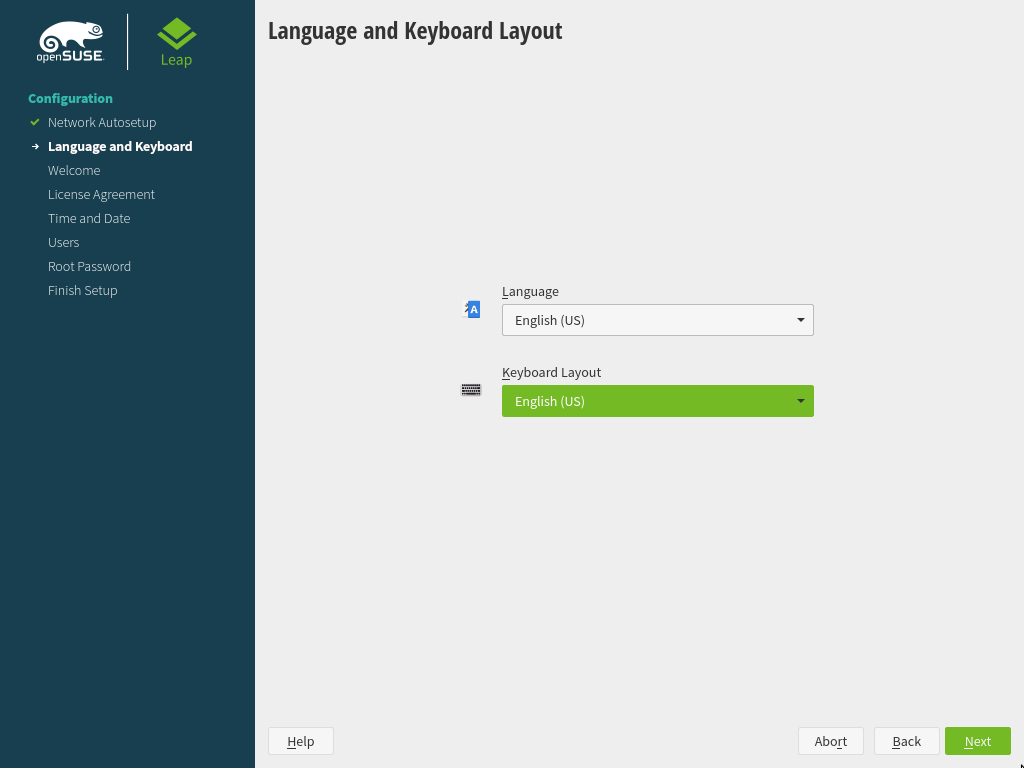 openSUSE
Leap
Configuration
Network Autosetup
Language and Keyboard
Welcome
License Agreement
Time and Date
Users
Root Password
Finish Setup
Language and Keyboard Layout
Language
A
English (US)
Keyboard Layout
English (US)
Help
Abort
Back
Next